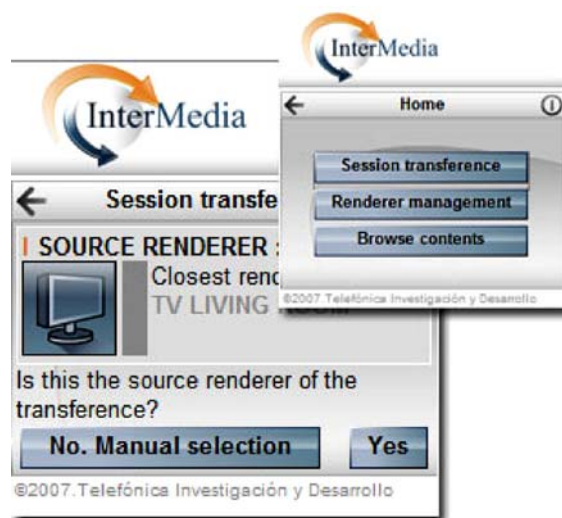 InterMedia
Home
Session transference
Renderer management
Browse contents
©2007.Telefónica Investigación y Desarrollo
InterMedia
Session transfe
SOURCE RENDERER :
Closest rend
TV LIVING ROOM
Is this the source renderer of the
transference?
No. Manual selection
Yes
©2007.Telefónica Investigación y Desarrollo